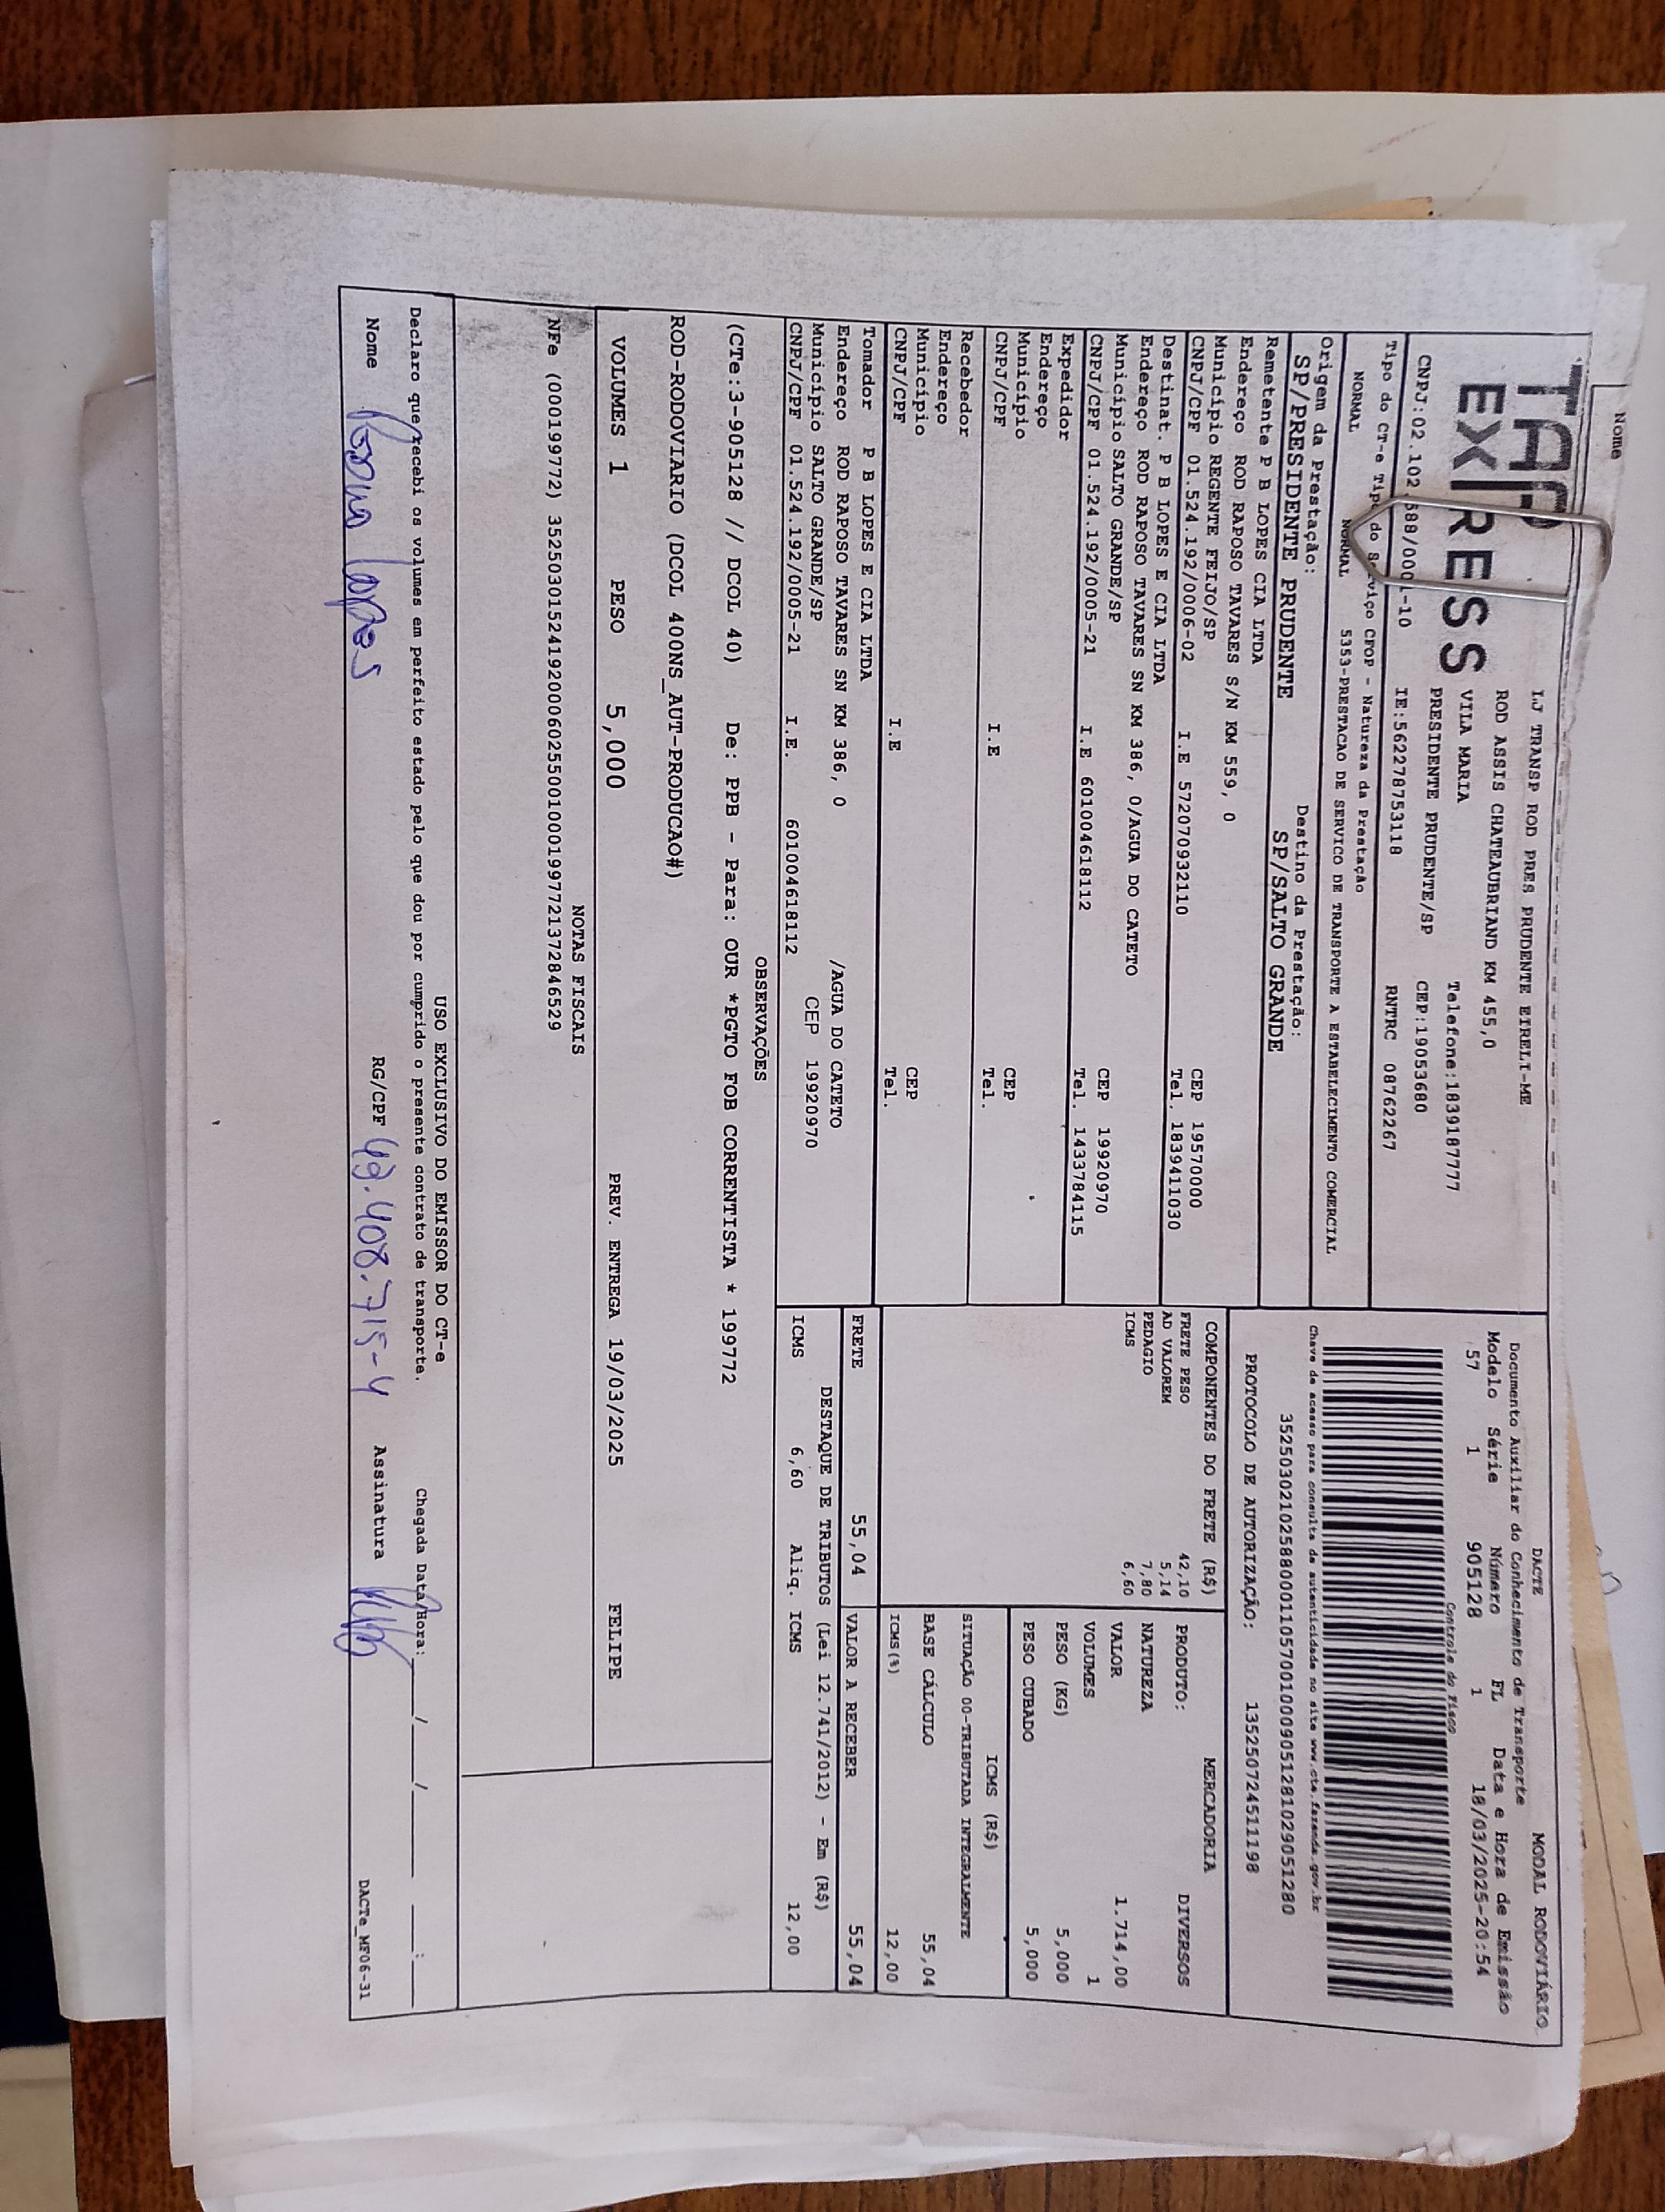 Nome
TAP
EXPRESS
LJ TRANSP ROD PRES PRUDENTE EIRELI-ME
ROD ASSIS CHATEAUBRIAND KM 455,0
VILA MARIA Telefone:1839187777
PRESIDENTE PRUDENTE/SP CEP:19053680
CNPJ:02.102.588/0001-10 IE:562278753118 RNTRC 08762267
DACTE MODAL RODOVIÁRIO
Documento Auxiliar do Conhecimento de Transporte
Modelo Série Número FL Data e Hora de Emissão
57 1 905128 1 18/03/2025-20:54
Controle do Fisco
Chave de acesso para consulta de autenticidade no site www.cte.fazenda.gov.br
35250302102588000110570010009051281029051280
PROTOCOLO DE AUTORIZAÇÃO: 135250724511198
Tipo do CT-e Tipo do Serviço CFOP - Natureza da Prestação
NORMAL NORMAL 5353-PRESTACAO DE SERVICO DE TRANSPORTE A ESTABELECIMENTO COMERCIAL
Origem da Prestação: Destino da Prestação:
SP/PRESIDENTE PRUDENTE SP/SALTO GRANDE
Remetente P B LOPES CIA LTDA
Endereço ROD RAPOSO TAVARES S/N KM 559, 0
Município REGENTE FEIJO/SP CEP 19570000
CNPJ/CPF 01.524.192/0006-02 I.E 572070932110 Tel. 1839411030
Destinat. P B LOPES E CIA LTDA
Endereço ROD RAPOSO TAVARES SN KM 386, 0/AGUA DO CATETO
Município SALTO GRANDE/SP CEP 19920970
CNPJ/CPF 01.524.192/0005-21 I.E 601004618112 Tel. 1433784115
Expedidor
Endereço
Município CEP
CNPJ/CPF I.E Tel.
Recebedor
Endereço
Município CEP
CNPJ/CPF I.E Tel.
Tomador P B LOPES E CIA LTDA
Endereço ROD RAPOSO TAVARES SN KM 386, 0 /AGUA DO CATETO
Município SALTO GRANDE/SP CEP 19920970
CNPJ/CPF 01.524.192/0005-21 I.E. 601004618112
COMPONENTES DO FRETE (R$)
FRETE PESO 42,10
AD VALOREM 5,14
PEDAGIO 7,80
ICMS 6,60
MERCADORIA
PRODUTO: DIVERSOS
NATUREZA
VALOR 1.714,00
VOLUMES 1
PESO (KG) 5,000
PESO CUBADO 5,000
ICMS (R$)
SITUAÇÃO 00-TRIBUTADA INTEGRALMENTE
BASE CÁLCULO 55,04
ICMS(%) 12,00
FRETE 55,04 VALOR A RECEBER 55,04
DESTAQUE DE TRIBUTOS (Lei 12.741/2012) - Em (R$)
ICMS 6,60 Aliq. ICMS 12,00
OBSERVAÇÕES
(CTe:3-905128 // DCOL 40) De: PPB - Para: OUR *PGTO FOB CORRENTISTA * 199772
ROD-RODOVIARIO (DCOL 400NS_AUT-PRODUCAO#)
VOLUMES 1 PESO 5,000 PREV. ENTREGA 19/03/2025 FELIPE
NOTAS FISCAIS
NFe (000199772) 35250301524192000602550010001997721372846529
USO EXCLUSIVO DO EMISSOR DO CT-e
Declaro que recebi os volumes em perfeito estado pelo que dou por cumprido o presente contrato de transporte. Chegada Data/Hora: ___/___/_____ __:__
Nome lopes RG/CPF 49.408.715-4 Assinatura
DACTe_MF06-31